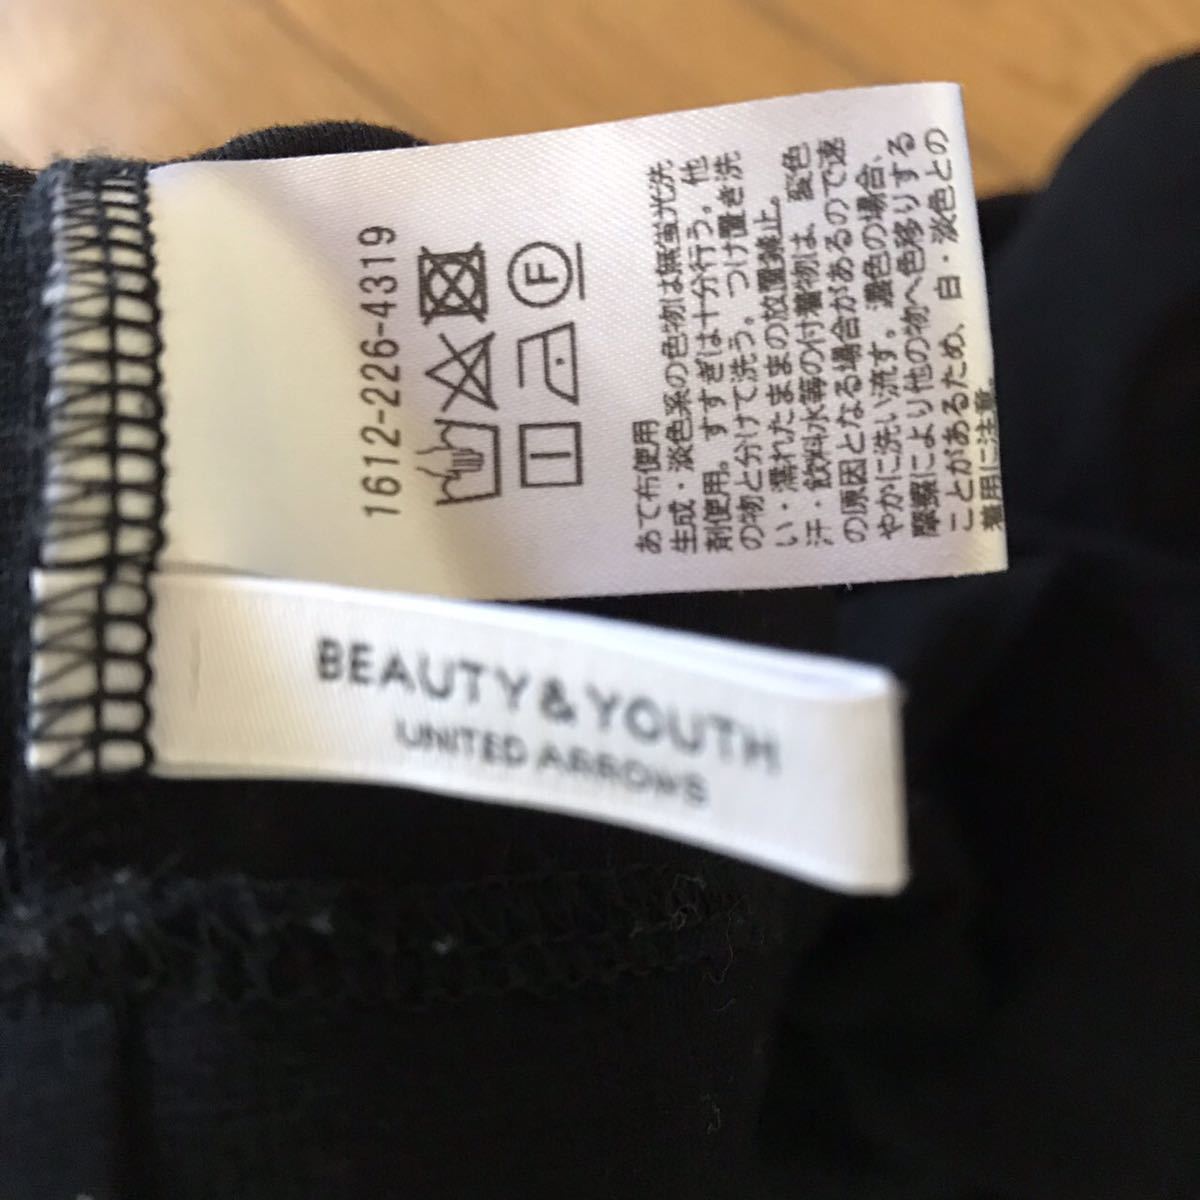 1612-226-4319
F
あて布使用
生成・淡色系の色物は無蛍光洗
剤使用。すすぎは十分行う。他
の物と分けて洗う。つけ置き洗
い・濡れたままの放置禁止。
汗・飲料水等の付着物は、変色
の原因となる場合があるので速
やかに洗い流す。濃色の場合、
摩擦により他の物へ色移りする
ことがあるため、白・淡色との
着用に注意。
BEAUTY&YOUTH
UNITED ARROWS